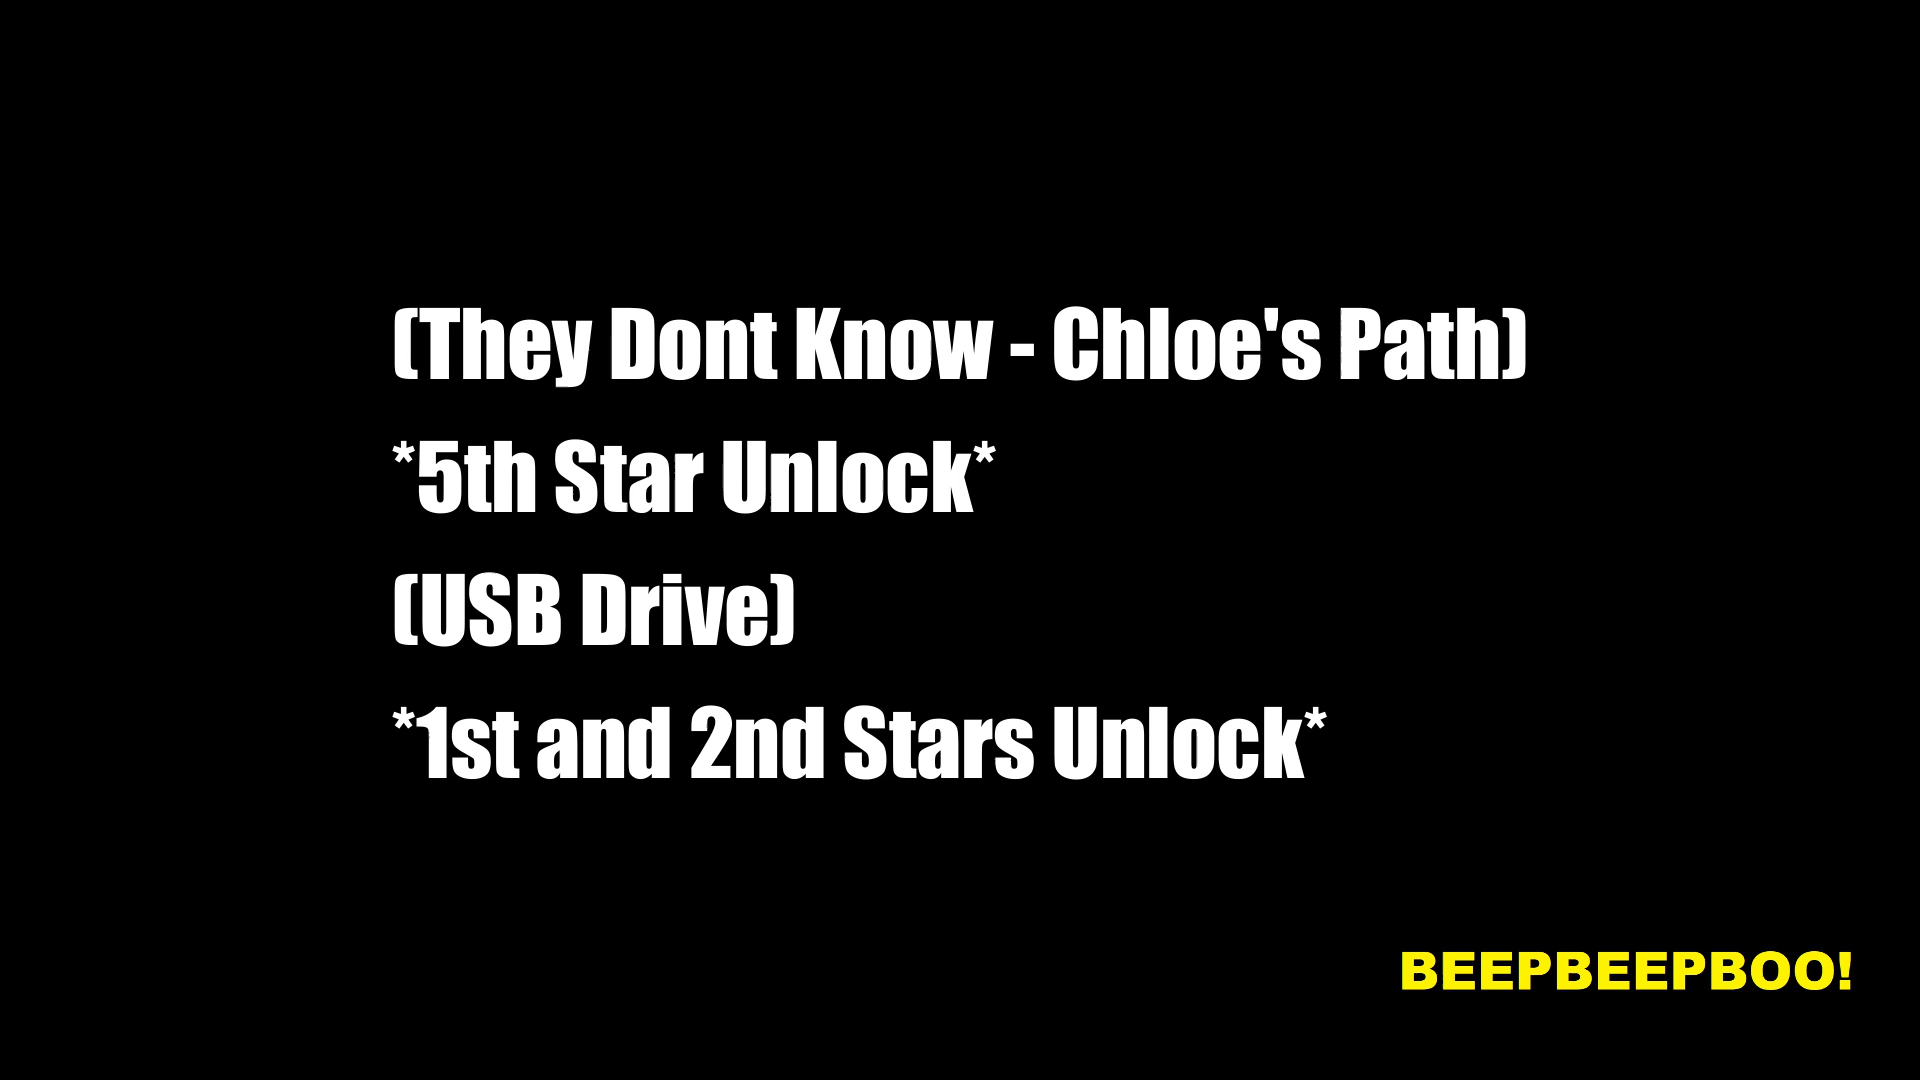 (They Dont Know - Chloe's Path)
*5th Star Unlock*
(USB Drive)
*1st and 2nd Stars Unlock*
BEEPBEEPBOO!